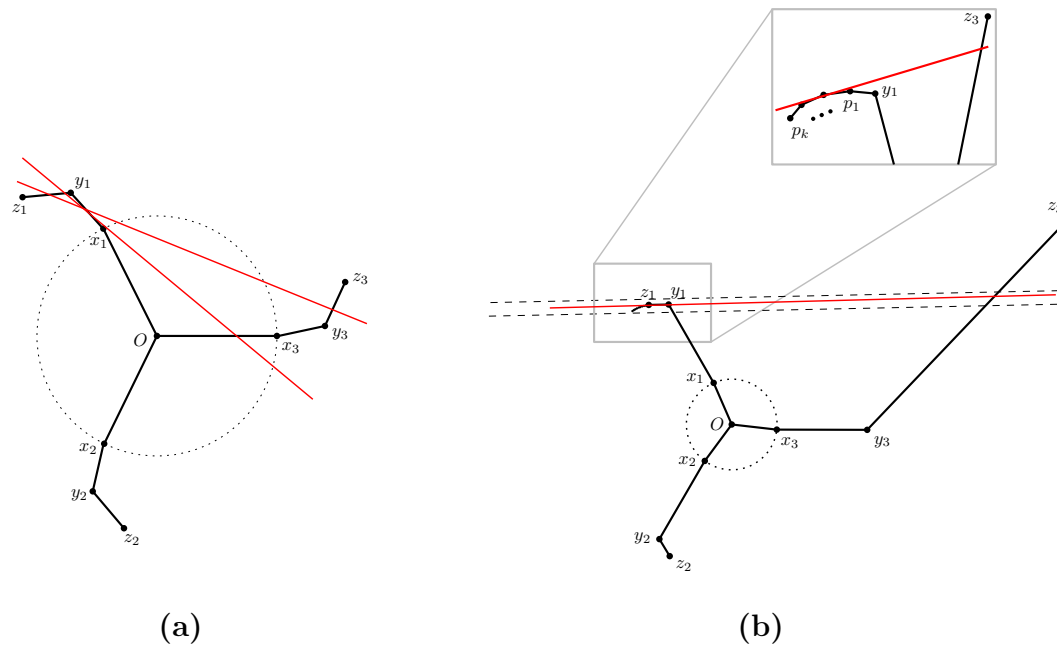 y₁
z₁
x₁
z₃
O
x₃
y₃
x₂
y₂
z₂
(a)
z₃
p₁
y₁
pₖ
z₁
y₁
x₁
O
x₂
x₃
y₃
y₂
z₂
(b)